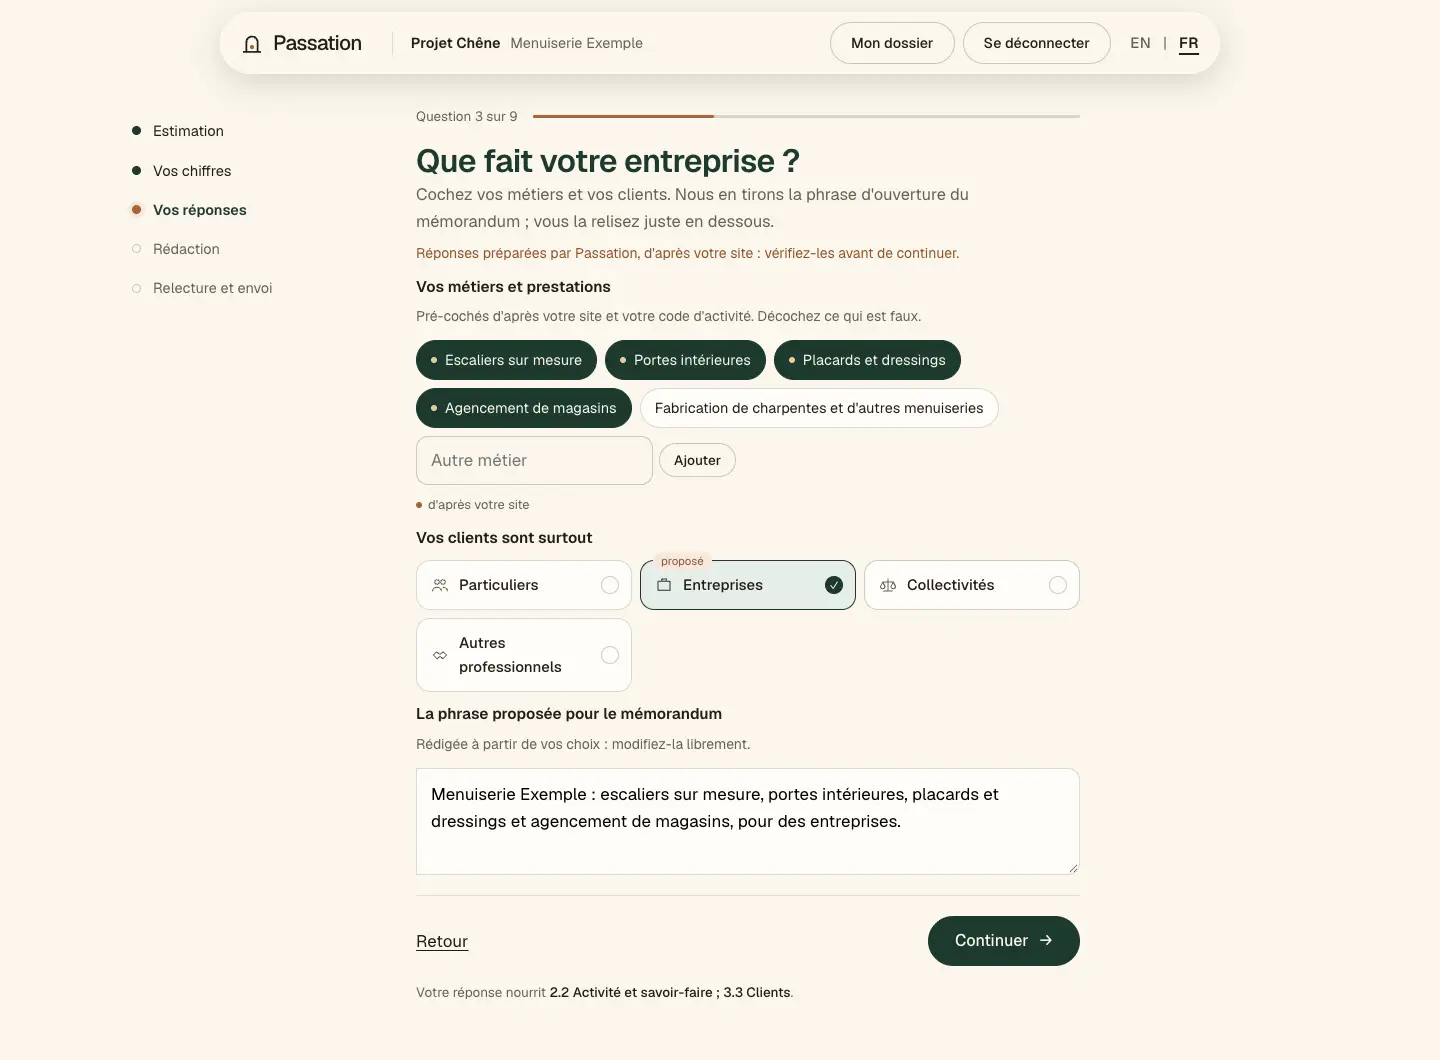 Passation
Projet Chêne Menuiserie Exemple
Mon dossier
Se déconnecter
EN | FR
Estimation
Vos chiffres
Vos réponses
Rédaction
Relecture et envoi
Question 3 sur 9
Que fait votre entreprise ?
Cochez vos métiers et vos clients. Nous en tirons la phrase d'ouverture du
mémorandum ; vous la relisez juste en dessous.
Réponses préparées par Passation, d'après votre site : vérifiez-les avant de continuer.
Vos métiers et prestations
Pré-cochés d'après votre site et votre code d'activité. Décochez ce qui est faux.
Escaliers sur mesure
Portes intérieures
Placards et dressings
Agencement de magasins
Fabrication de charpentes et d'autres menuiseries
Autre métier
Ajouter
d'après votre site
Vos clients sont surtout
Particuliers
proposé
Entreprises
Collectivités
Autres
professionnels
La phrase proposée pour le mémorandum
Rédigée à partir de vos choix : modifiez-la librement.
Menuiserie Exemple : escaliers sur mesure, portes intérieures, placards et
dressings et agencement de magasins, pour des entreprises.
Retour
Continuer →
Votre réponse nourrit 2.2 Activité et savoir-faire ; 3.3 Clients.